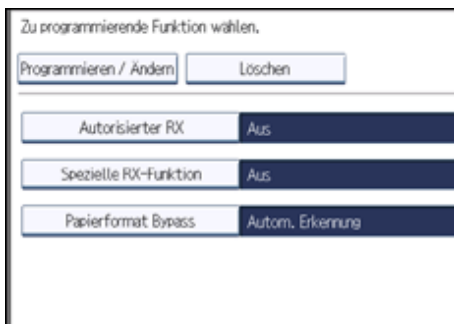 Zu programmierende Funktion wählen.
Programmieren / Ändern Löschen
Autorisierter RX Aus
Spezielle RX-Funktion Aus
Papierformat Bypass Autom. Erkennung